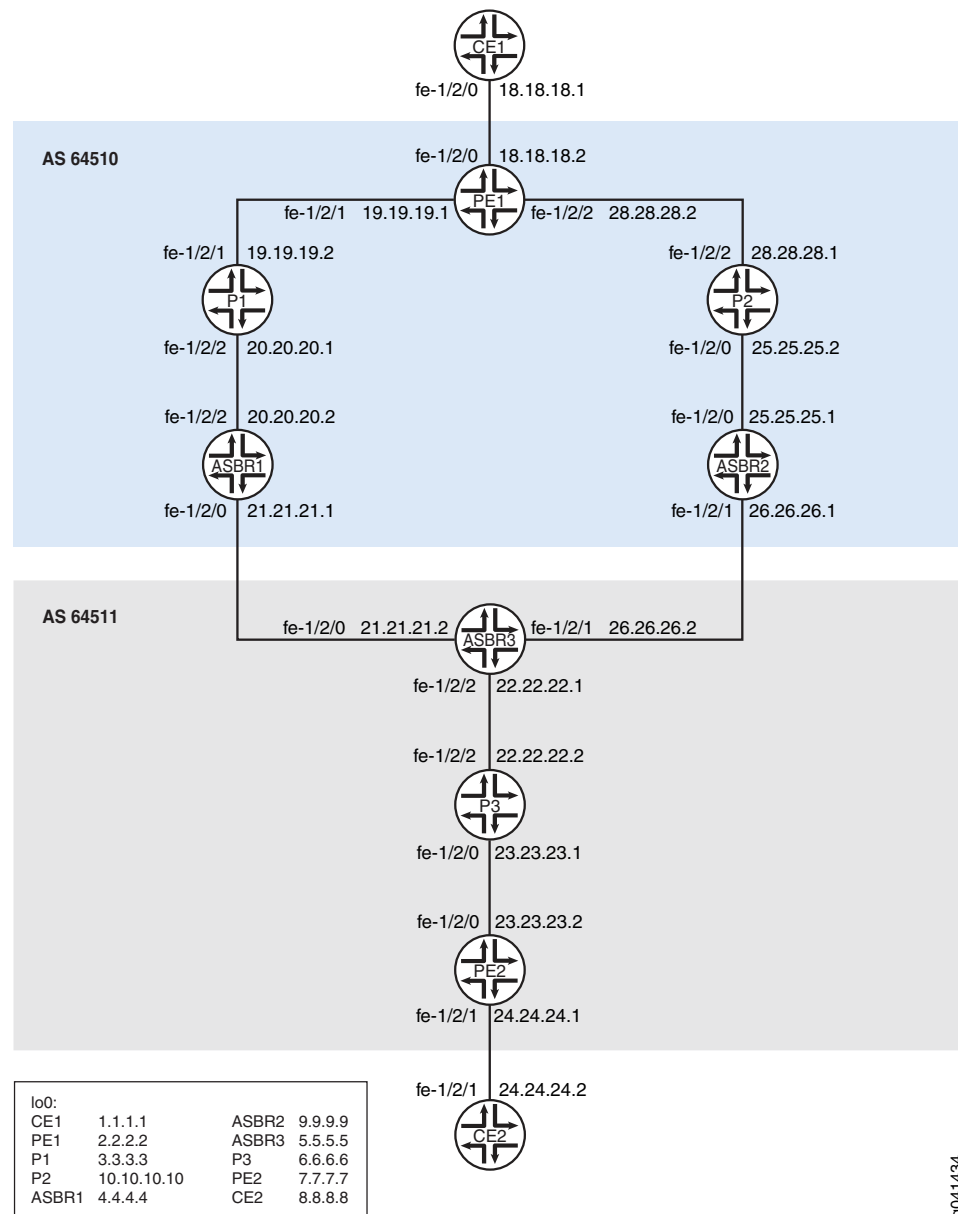 CE1
fe-1/2/0 18.18.18.1
AS 64510
fe-1/2/0 18.18.18.2
PE1
fe-1/2/1 19.19.19.1
fe-1/2/2 28.28.28.2
fe-1/2/1 19.19.19.2
fe-1/2/2 28.28.28.1
P1
P2
fe-1/2/2 20.20.20.1
fe-1/2/0 25.25.25.2
fe-1/2/2 20.20.20.2
fe-1/2/0 25.25.25.1
ASBR1
ASBR2
fe-1/2/0 21.21.21.1
fe-1/2/1 26.26.26.1
AS 64511
fe-1/2/0 21.21.21.2
fe-1/2/1 26.26.26.2
ASBR3
fe-1/2/2 22.22.22.1
fe-1/2/2 22.22.22.2
P3
fe-1/2/0 23.23.23.1
fe-1/2/0 23.23.23.2
PE2
fe-1/2/1 24.24.24.1
fe-1/2/1 24.24.24.2
CE2
lo0:
CE1 1.1.1.1 ASBR2 9.9.9.9
PE1 2.2.2.2 ASBR3 5.5.5.5
P1 3.3.3.3 P3 6.6.6.6
P2 10.10.10.10 PE2 7.7.7.7
ASBR1 4.4.4.4 CE2 8.8.8.8
g041434